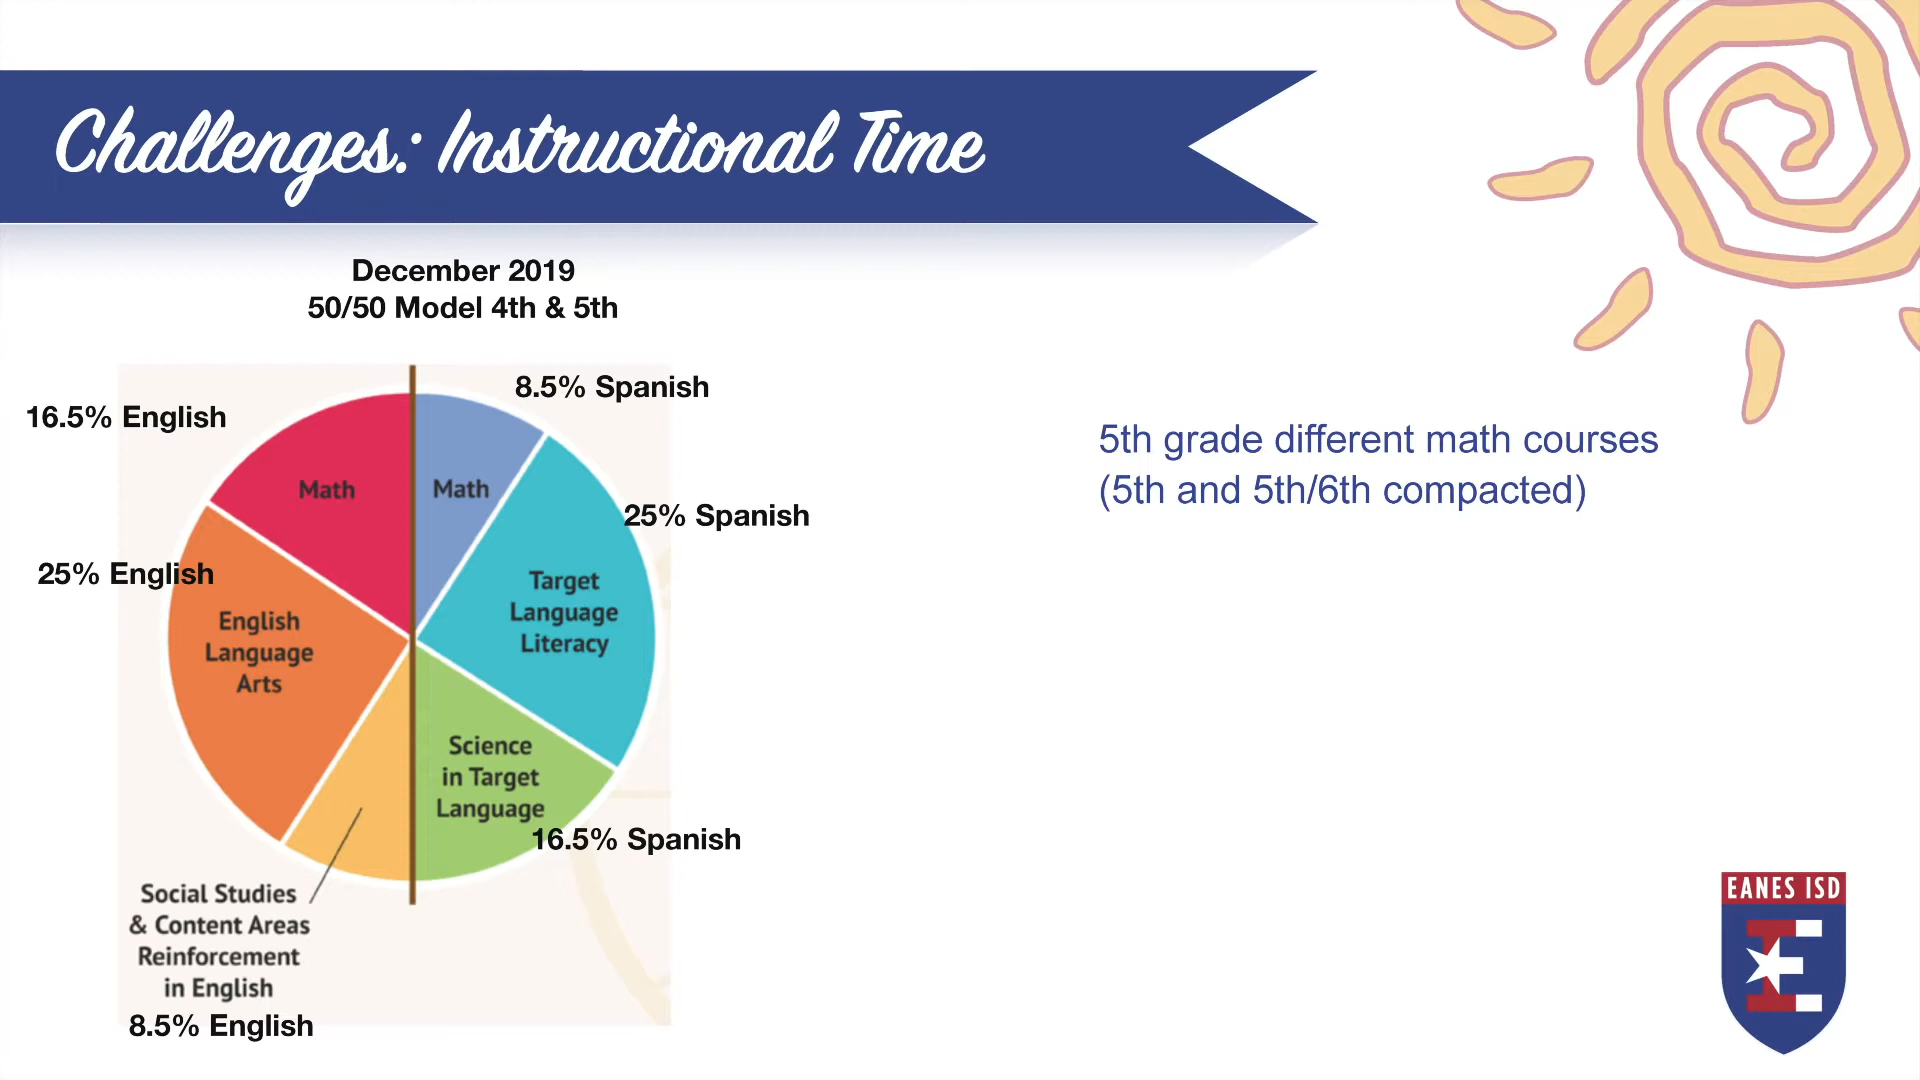 Challenges: Instructional Time
December 2019
50/50 Model 4th & 5th
16.5% English
Math
25% English
English
Language
Arts
Social Studies
& Content Areas
Reinforcement
in English
8.5% English
8.5% Spanish
Math
25% Spanish
Target
Language
Literacy
Science
in Target
Language
16.5% Spanish
5th grade different math courses
(5th and 5th/6th compacted)
EANES ISD
E